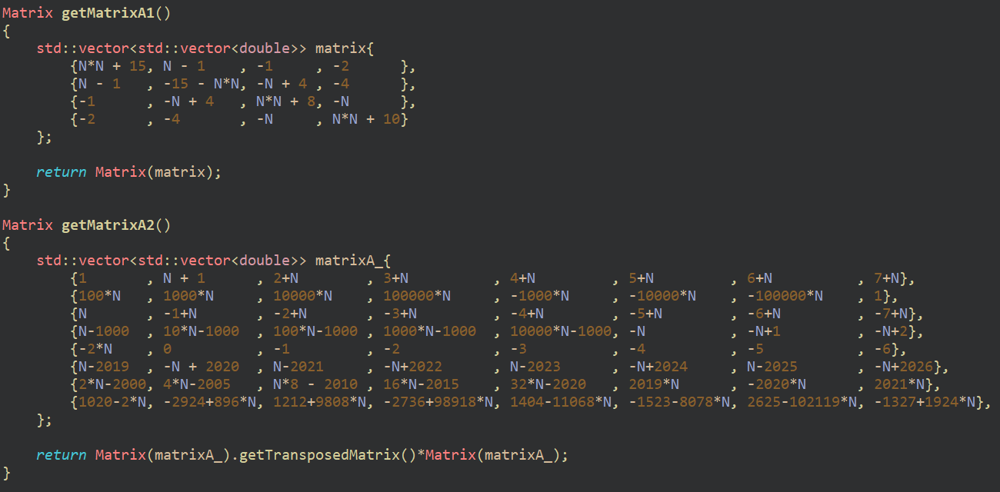 Matrix getMatrixA1()
{
    std::vector<std::vector<double>> matrix{
        {N*N + 15, N - 1    , -1     , -2      },
        {N - 1   , -15 - N*N, -N + 4 , -4      },
        {-1      , -N + 4   , N*N + 8, -N      },
        {-2      , -4       , -N     , N*N + 10}
    };

    return Matrix(matrix);
}

Matrix getMatrixA2()
{
    std::vector<std::vector<double>> matrixA_{
        {1       , N + 1      , 2+N        , 3+N          , 4+N          , 5+N         , 6+N          , 7+N},
        {100*N   , 1000*N     , 10000*N    , 100000*N     , -1000*N      , -10000*N    , -100000*N    , 1},
        {N       , -1+N       , -2+N       , -3+N         , -4+N         , -5+N        , -6+N         , -7+N},
        {N-1000  , 10*N-1000  , 100*N-1000 , 1000*N-1000  , 10000*N-1000, -N          , -N+1         , -N+2},
        {-2*N    , 0          , -1         , -2           , -3           , -4          , -5           , -6},
        {N-2019  , -N + 2020  , N-2021     , -N+2022      , N-2023       , -N+2024     , N-2025       , -N+2026},
        {2*N-2000, 4*N-2005   , N*8 - 2010 , 16*N-2015    , 32*N-2020    , 2019*N      , -2020*N      , 2021*N},
        {1020-2*N, -2924+896*N, 1212+9808*N, -2736+98918*N, 1404-11068*N, -1523-8078*N, 2625-102119*N, -1327+1924*N},
    };

    return Matrix(matrixA_).getTransposedMatrix()*Matrix(matrixA_);
}